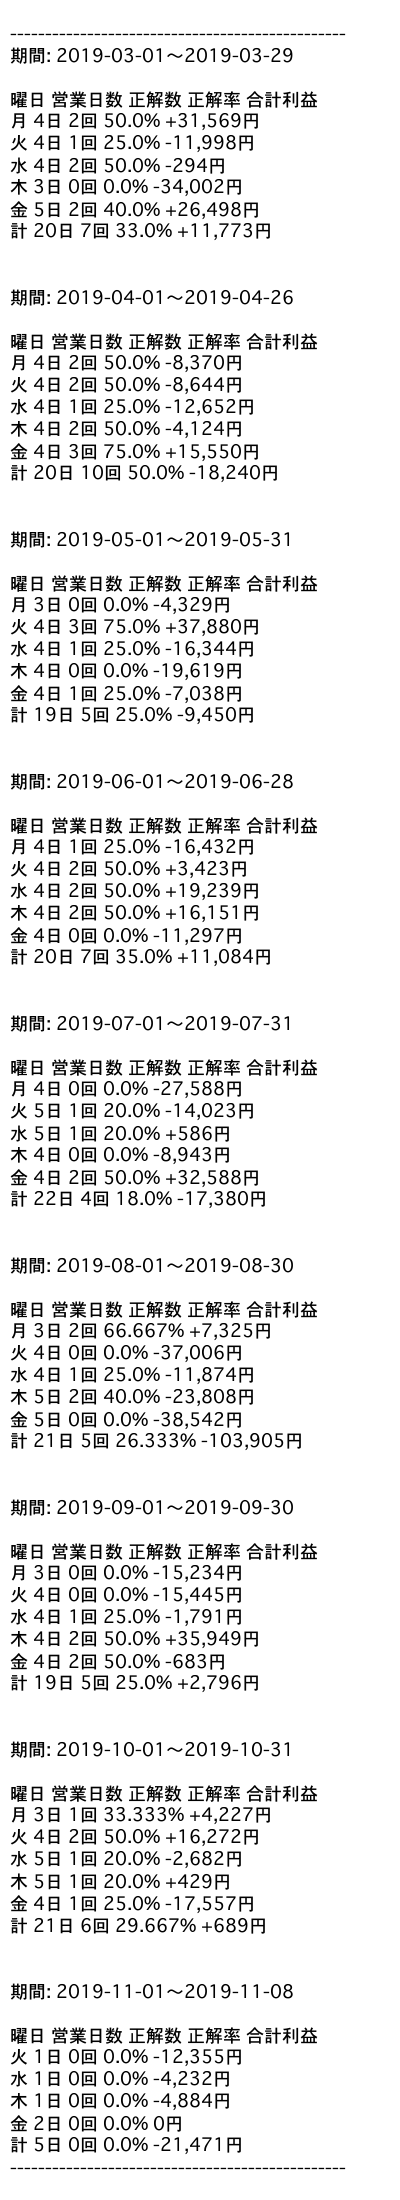 ------------------------------------------------
期間: 2019-03-01～2019-03-29
曜日 営業日数 正解数 正解率 合計利益
月 4日 2回 50.0% +31,569円
火 4日 1回 25.0% -11,998円
水 4日 2回 50.0% -294円
木 3日 0回 0.0% -34,002円
金 5日 2回 40.0% +26,498円
計 20日 7回 33.0% +11,773円
期間: 2019-04-01～2019-04-26
曜日 営業日数 正解数 正解率 合計利益
月 4日 2回 50.0% -8,370円
火 4日 2回 50.0% -8,644円
水 4日 1回 25.0% -12,652円
木 4日 2回 50.0% -4,124円
金 4日 3回 75.0% +15,550円
計 20日 10回 50.0% -18,240円
期間: 2019-05-01～2019-05-31
曜日 営業日数 正解数 正解率 合計利益
月 3日 0回 0.0% -4,329円
火 4日 3回 75.0% +37,880円
水 4日 1回 25.0% -16,344円
木 4日 0回 0.0% -19,619円
金 4日 1回 25.0% -7,038円
計 19日 5回 25.0% -9,450円
期間: 2019-06-01～2019-06-28
曜日 営業日数 正解数 正解率 合計利益
月 4日 1回 25.0% -16,432円
火 4日 2回 50.0% +3,423円
水 4日 2回 50.0% +19,239円
木 4日 2回 50.0% +16,151円
金 4日 0回 0.0% -11,297円
計 20日 7回 35.0% +11,084円
期間: 2019-07-01～2019-07-31
曜日 営業日数 正解数 正解率 合計利益
月 4日 0回 0.0% -27,588円
火 5日 1回 20.0% -14,023円
水 5日 1回 20.0% +586円
木 4日 0回 0.0% -8,943円
金 4日 2回 50.0% +32,588円
計 22日 4回 18.0% -17,380円
期間: 2019-08-01～2019-08-30
曜日 営業日数 正解数 正解率 合計利益
月 3日 2回 66.667% +7,325円
火 4日 0回 0.0% -37,006円
水 4日 1回 25.0% -11,874円
木 5日 2回 40.0% -23,808円
金 5日 0回 0.0% -38,542円
計 21日 5回 26.333% -103,905円
期間: 2019-09-01～2019-09-30
曜日 営業日数 正解数 正解率 合計利益
月 3日 0回 0.0% -15,234円
火 4日 0回 0.0% -15,445円
水 4日 1回 25.0% -1,791円
木 4日 2回 50.0% +35,949円
金 4日 2回 50.0% -683円
計 19日 5回 25.0% +2,796円
期間: 2019-10-01～2019-10-31
曜日 営業日数 正解数 正解率 合計利益
月 3日 1回 33.333% +4,227円
火 4日 2回 50.0% +16,272円
水 5日 1回 20.0% -2,682円
木 5日 1回 20.0% +429円
金 4日 1回 25.0% -17,557円
計 21日 6回 29.667% +689円
期間: 2019-11-01～2019-11-08
曜日 営業日数 正解数 正解率 合計利益
火 1日 0回 0.0% -12,355円
水 1日 0回 0.0% -4,232円
木 1日 0回 0.0% -4,884円
金 2日 0回 0.0% 0円
計 5日 0回 0.0% -21,471円
------------------------------------------------